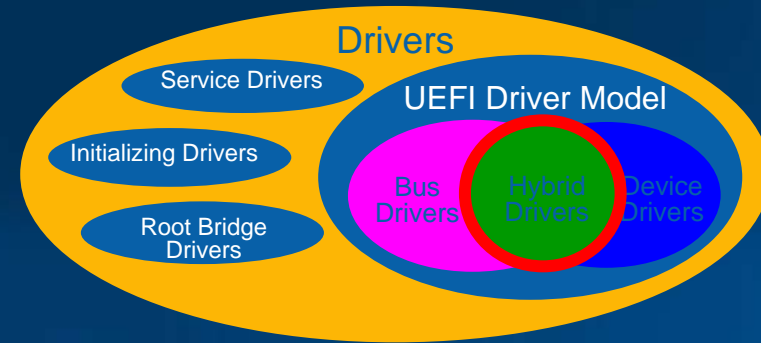 Drivers
Service Drivers
UEFI Driver Model
Initializing Drivers
Bus
Drivers
Hybrid
Drivers
Device
Drivers
Root Bridge
Drivers